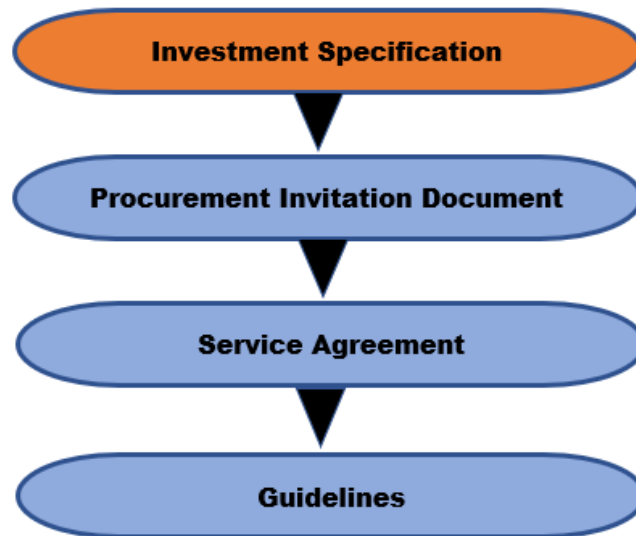 Investment Specification
Procurement Invitation Document
Service Agreement
Guidelines